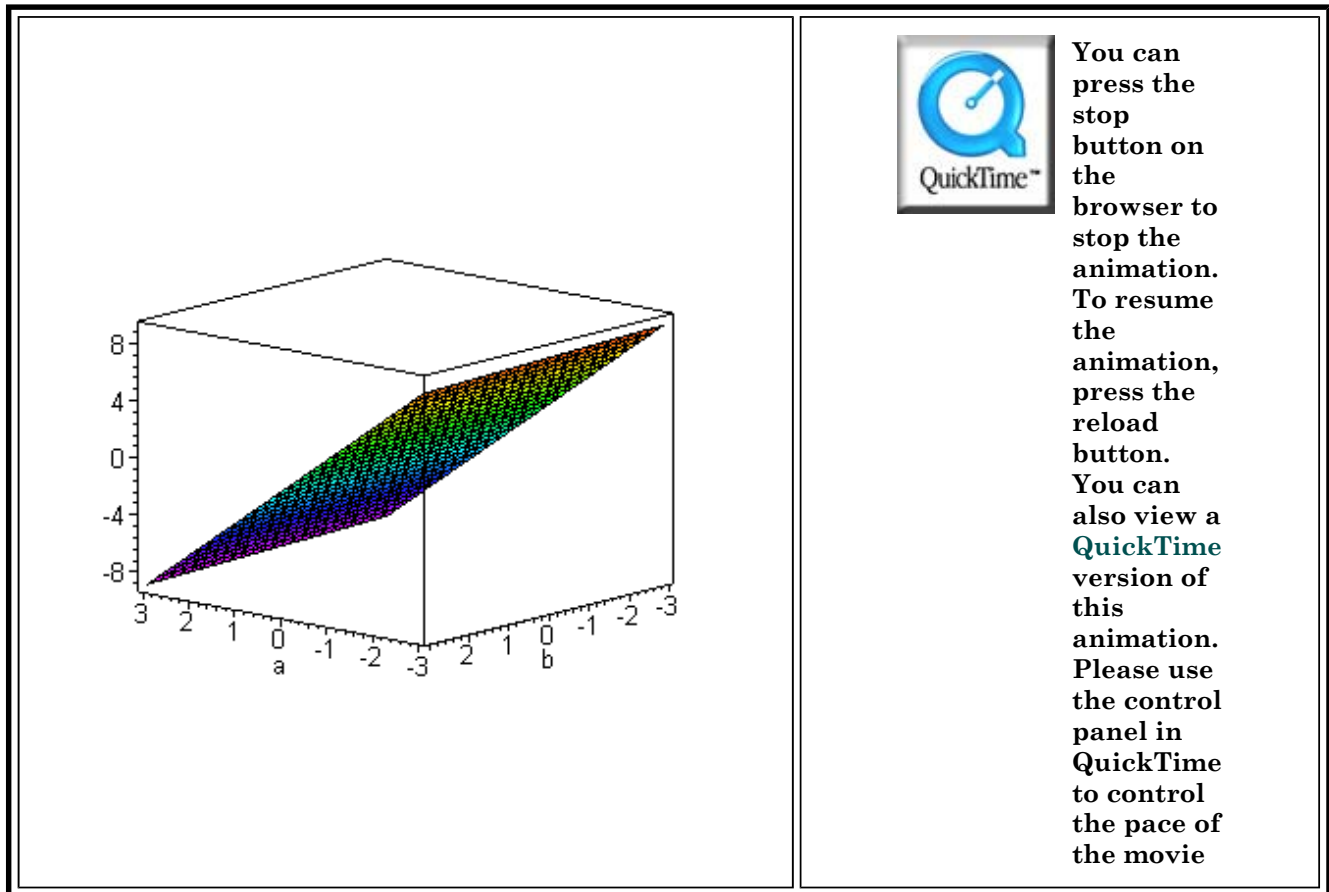 8
4
0
-4
-8
3 2 1 0 -1 -2 -3
a
2 1 0 -1 -2 -3
b
QuickTime™
You can
press the
stop
button on
the
browser to
stop the
animation.
To resume
the
animation,
press the
reload
button.
You can
also view a
QuickTime
version of
this
animation.
Please use
the control
panel in
QuickTime
to control
the pace of
the movie